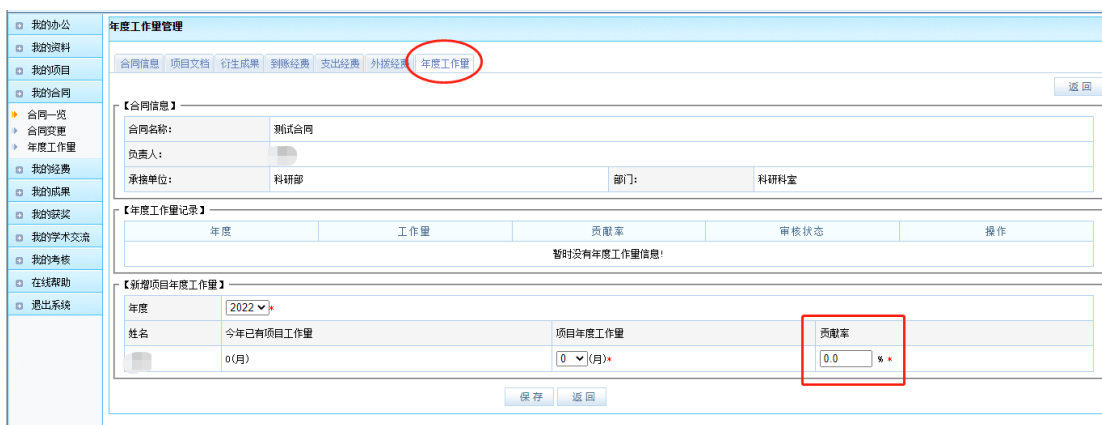 我的办公
我的资料
我的项目
我的合同
合同一览
合同变更
年度工作量
我的经费
我的成果
我的获奖
我的学术交流
我的考核
在线帮助
退出系统
年度工作量管理
合同信息 项目文档 衍生成果 到账经费 支出经费 外拨经费 年度工作量
返回
【合同信息】
合同名称: 测试合同
负责人:
承接单位: 科研部 部门: 科研科室
【年度工作量记录】
年度 工作量 贡献率 审核状态 操作
暂时没有年度工作量信息!
【新增项目年度工作量】
年度 2022 *
姓名 今年已有项目工作量 项目年度工作量 贡献率
0(月) 0 (月)* 0.0 % *
保存 返回